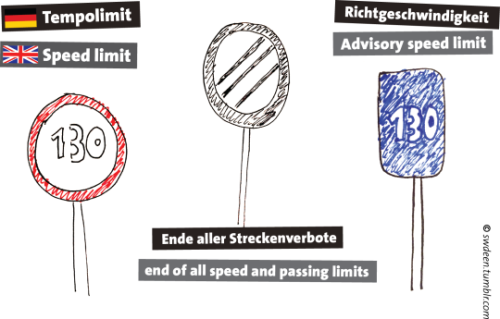 Tempolimit
Speed limit
130
Ende aller Streckenverbote
end of all speed and passing limits
Richtgeschwindigkeit
Advisory speed limit
130
© swdeen.tumblr.com